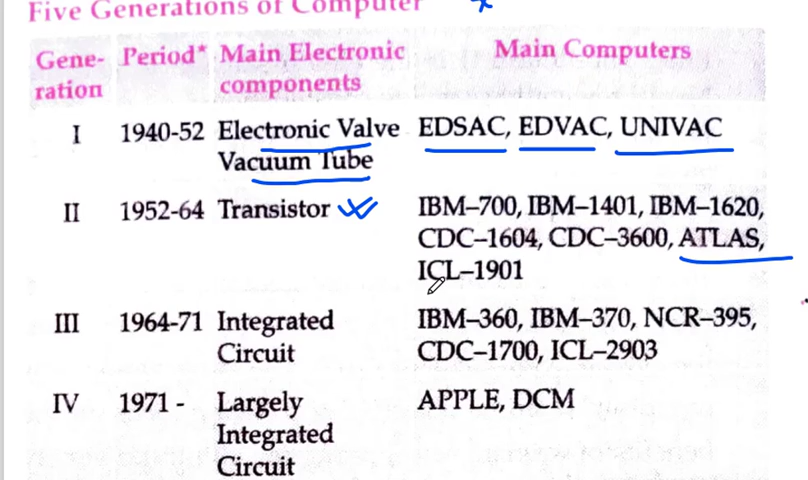 Five Generations of Computer
Gene- Period* Main Electronic Main Computers
ration components
I 1940-52 Electronic Valve EDSAC, EDVAC, UNIVAC
Vacuum Tube
II 1952-64 Transistor IBM–700, IBM–1401, IBM–1620,
CDC–1604, CDC–3600, ATLAS,
ICL–1901
III 1964-71 Integrated IBM–360, IBM–370, NCR–395,
Circuit CDC–1700, ICL–2903
IV 1971 - Largely APPLE, DCM
Integrated
Circuit